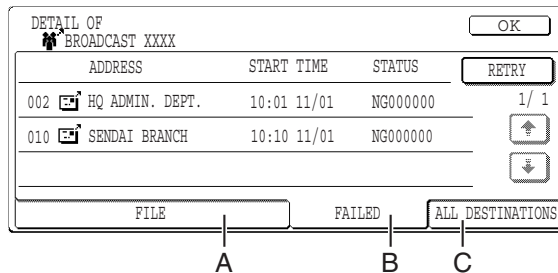 DETAIL OF
BROADCAST XXXX
OK
ADDRESS START TIME STATUS RETRY
002 HQ ADMIN. DEPT. 10:01 11/01 NG000000 1/ 1
010 SENDAI BRANCH 10:10 11/01 NG000000
FILE FAILED ALL DESTINATIONS
A B C